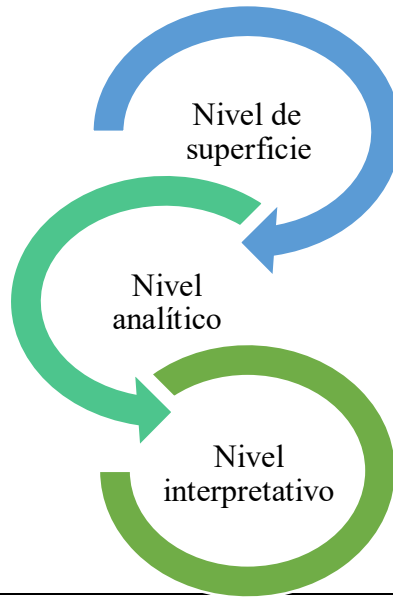 Nivel de
superficie
Nivel
analítico
Nivel
interpretativo